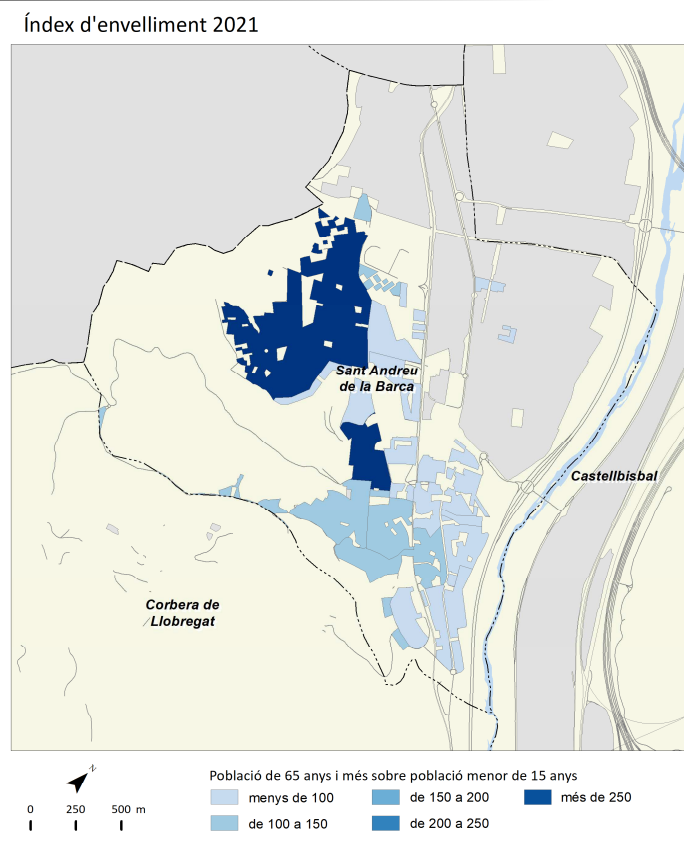 Índex d'envelliment 2021
Sant Andreu
de la Barca
Castellbisbal
Corbera de
Llobregat
N
0 250 500 m
Població de 65 anys i més sobre població menor de 15 anys
menys de 100
de 150 a 200
més de 250
de 100 a 150
de 200 a 250